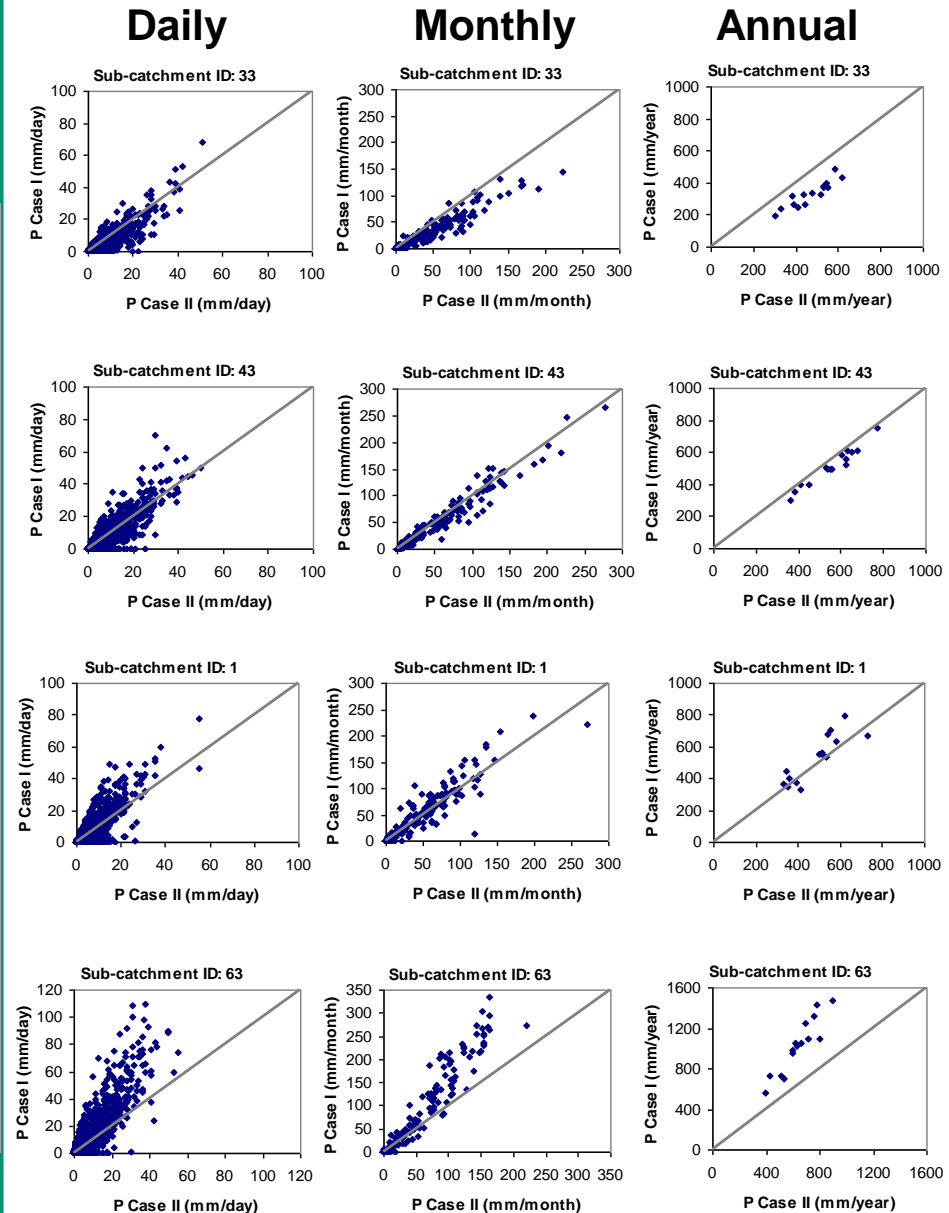 Daily Monthly Annual
Sub-catchment ID: 33
P Case I (mm/day)
100
80
60
40
20
0
0 20 40 60 80 100
P Case II (mm/day)
Sub-catchment ID: 33
P Case I (mm/month)
300
250
200
150
100
50
0
0 50 100 150 200 250 300
P Case II (mm/month)
Sub-catchment ID: 33
P Case I (mm/year)
1000
800
600
400
200
0
0 200 400 600 800 1000
P Case II (mm/year)
Sub-catchment ID: 43
P Case I (mm/day)
100
80
60
40
20
0
0 20 40 60 80 100
P Case II (mm/day)
Sub-catchment ID: 43
P Case I (mm/month)
300
250
200
150
100
50
0
0 50 100 150 200 250 300
P Case II (mm/month)
Sub-catchment ID: 43
P Case I (mm/year)
1000
800
600
400
200
0
0 200 400 600 800 1000
P Case II (mm/year)
Sub-catchment ID: 1
P Case I (mm/day)
100
80
60
40
20
0
0 20 40 60 80 100
P Case II (mm/day)
Sub-catchment ID: 1
P Case I (mm/month)
300
250
200
150
100
50
0
0 50 100 150 200 250 300
P Case II (mm/month)
Sub-catchment ID: 1
P Case I (mm/year)
1000
800
600
400
200
0
0 200 400 600 800 1000
P Case II (mm/year)
Sub-catchment ID: 63
P Case I (mm/day)
120
100
80
60
40
20
0
0 20 40 60 80 100 120
P Case II (mm/day)
Sub-catchment ID: 63
P Case I (mm/month)
350
300
250
200
150
100
50
0
0 50 100 150 200 250 300 350
P Case II (mm/month)
Sub-catchment ID: 63
P Case I (mm/year)
1600
1200
800
400
0
0 400 800 1200 1600
P Case II (mm/year)